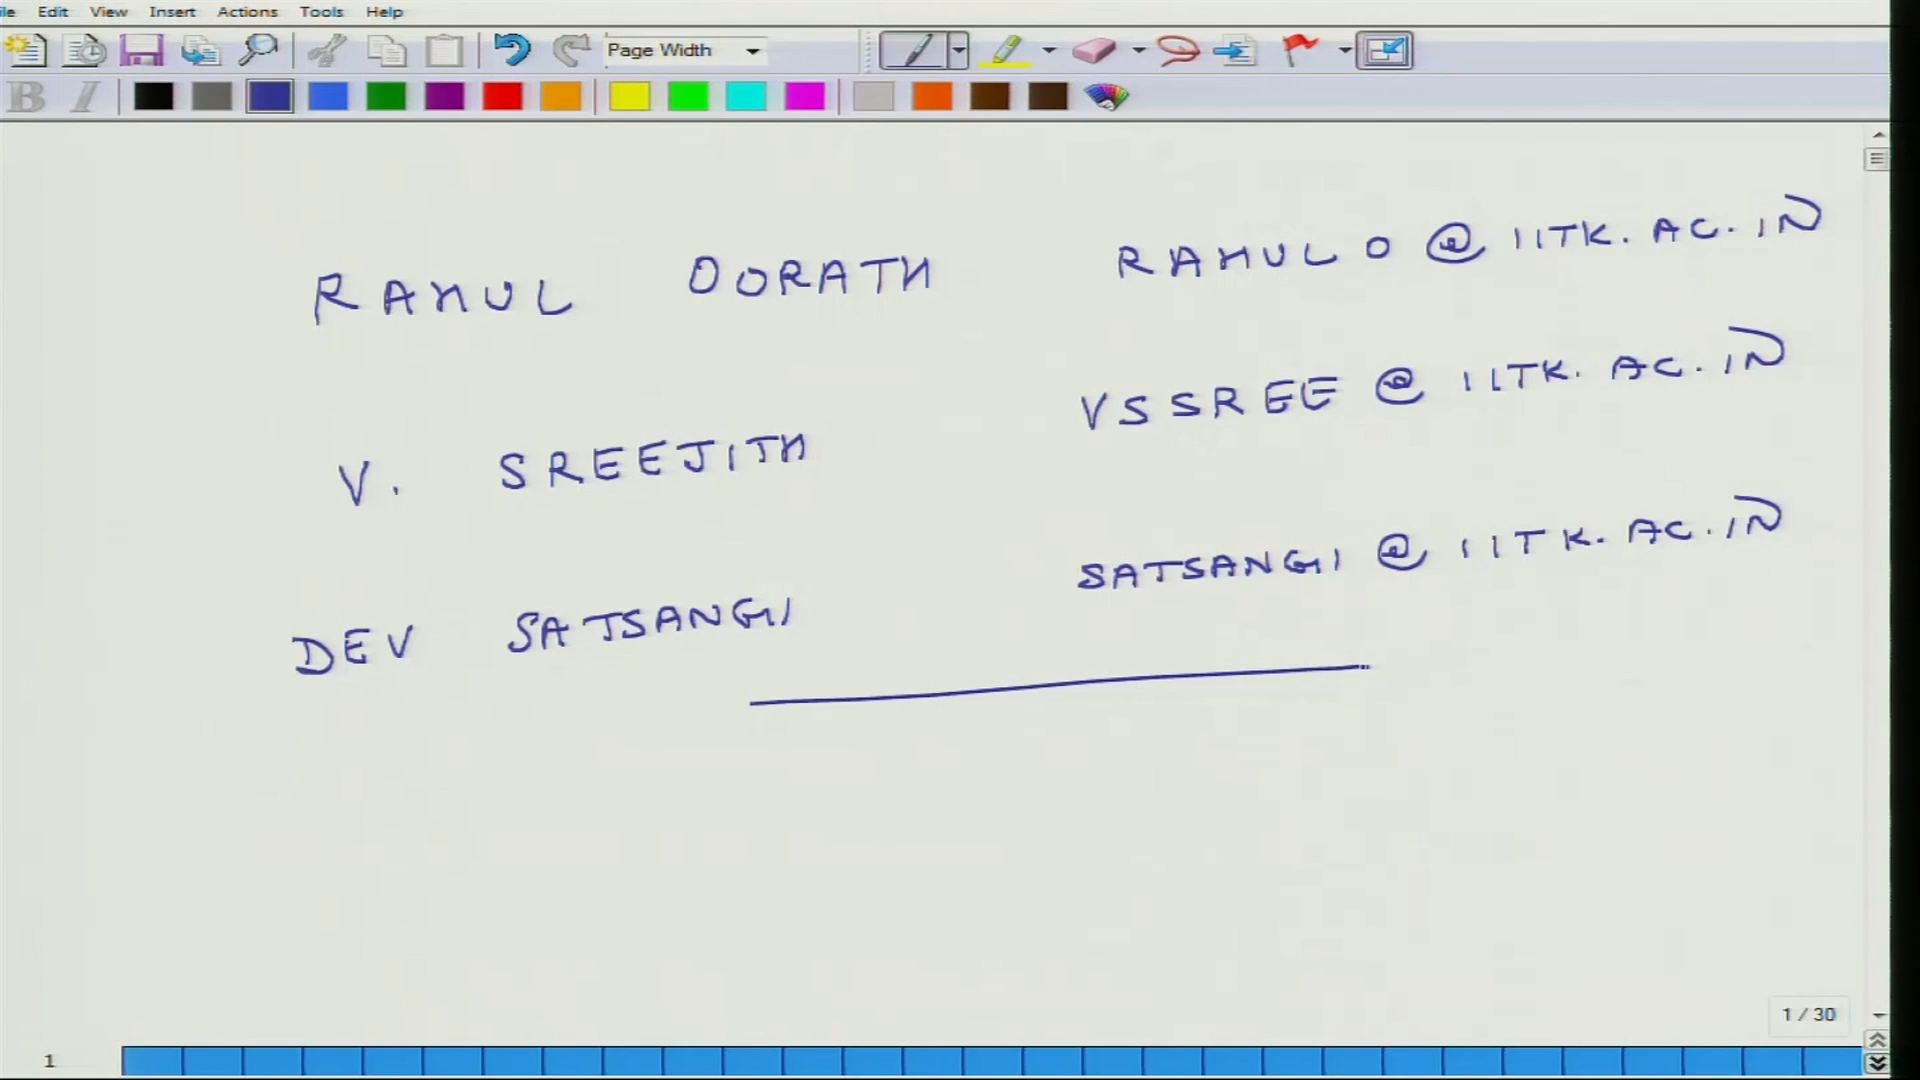 ile Edit View Insert Actions Tools Help
Page Width
B I
RAHUL OORATH RAHULO@IITK.AC.IN
V. SREEJITH VSSREE@IITK.AC.IN
DEV SATSANGI SATSANGI@IITK.AC.IN
1 / 30
1